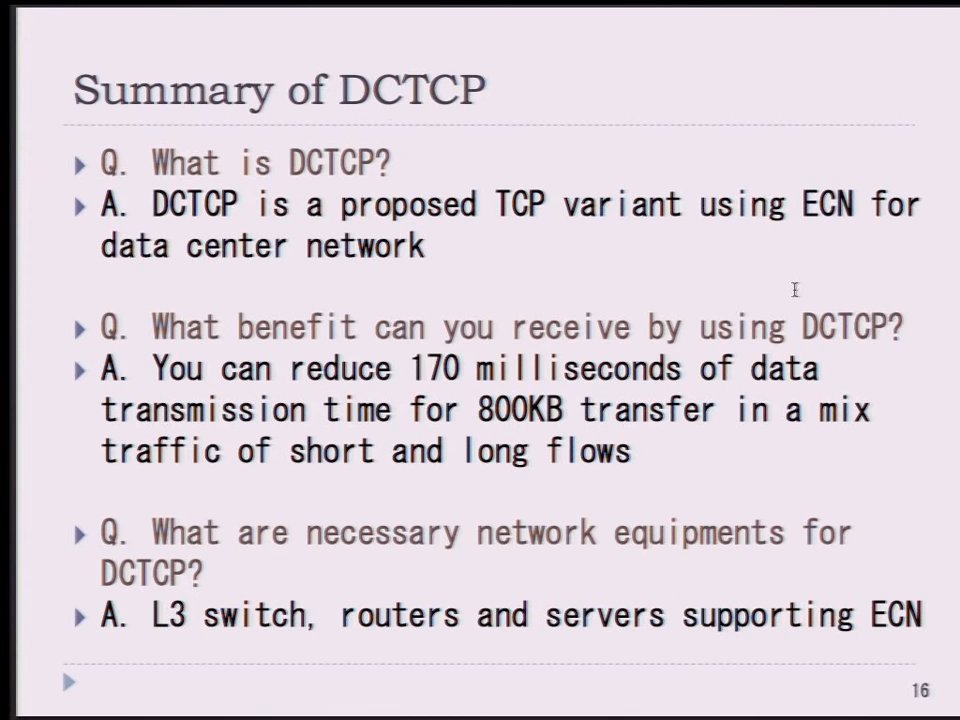 Summary of DCTCP
Q. What is DCTCP?
A. DCTCP is a proposed TCP variant using ECN for
data center network
Q. What benefit can you receive by using DCTCP?
A. You can reduce 170 milliseconds of data
transmission time for 800KB transfer in a mix
traffic of short and long flows
Q. What are necessary network equipments for
DCTCP?
A. L3 switch, routers and servers supporting ECN
16